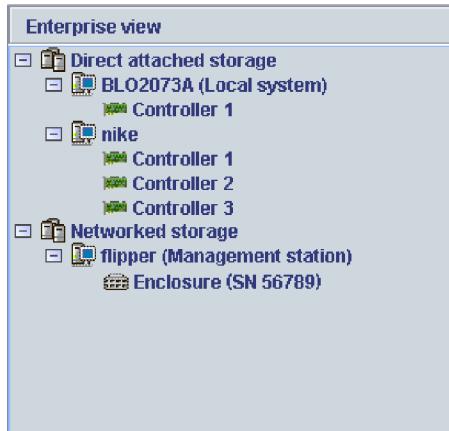 Enterprise view
Direct attached storage
BLO2073A (Local system)
Controller 1
nike
Controller 1
Controller 2
Controller 3
Networked storage
flipper (Management station)
Enclosure (SN 56789)